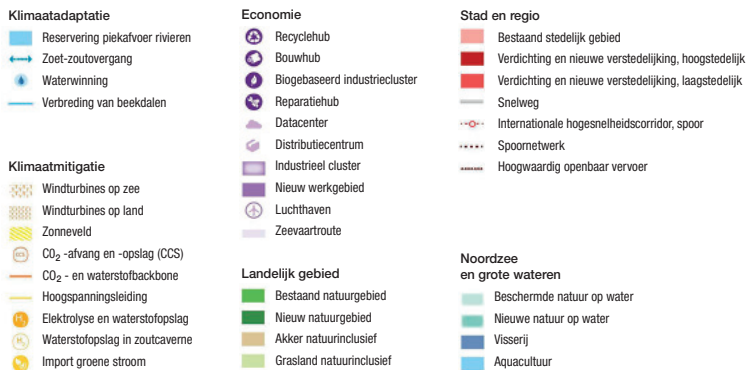 Klimaatadaptatie
Reservering piekafvoer rivieren
Zoet-zoutovergang
Waterwinning
Verbreding van beekdalen
Klimaatmitigatie
Windturbines op zee
Windturbines op land
Zonneveld
CCS
CO₂ -afvang en -opslag (CCS)
CO₂ - en waterstofbackbone
Hoogspanningsleiding
H₂
Elektrolyse en waterstofopslag
H₂
Waterstofopslag in zoutcaverne
Import groene stroom
Economie
Recyclehub
Bouwhub
Biogebaseerd industriecluster
Reparatiehub
Datacenter
Distributiecentrum
Industrieel cluster
Nieuw werkgebied
Luchthaven
Zeevaartroute
Landelijk gebied
Bestaand natuurgebied
Nieuw natuurgebied
Akker natuurinclusief
Grasland natuurinclusief
Stad en regio
Bestaand stedelijk gebied
Verdichting en nieuwe verstedelijking, hoogstedelijk
Verdichting en nieuwe verstedelijking, laagstedelijk
Snelweg
Internationale hogesnelheidscorridor, spoor
Spoornetwerk
Hoogwaardig openbaar vervoer
Noordzee
en grote wateren
Beschermde natuur op water
Nieuwe natuur op water
Visserij
Aquacultuur